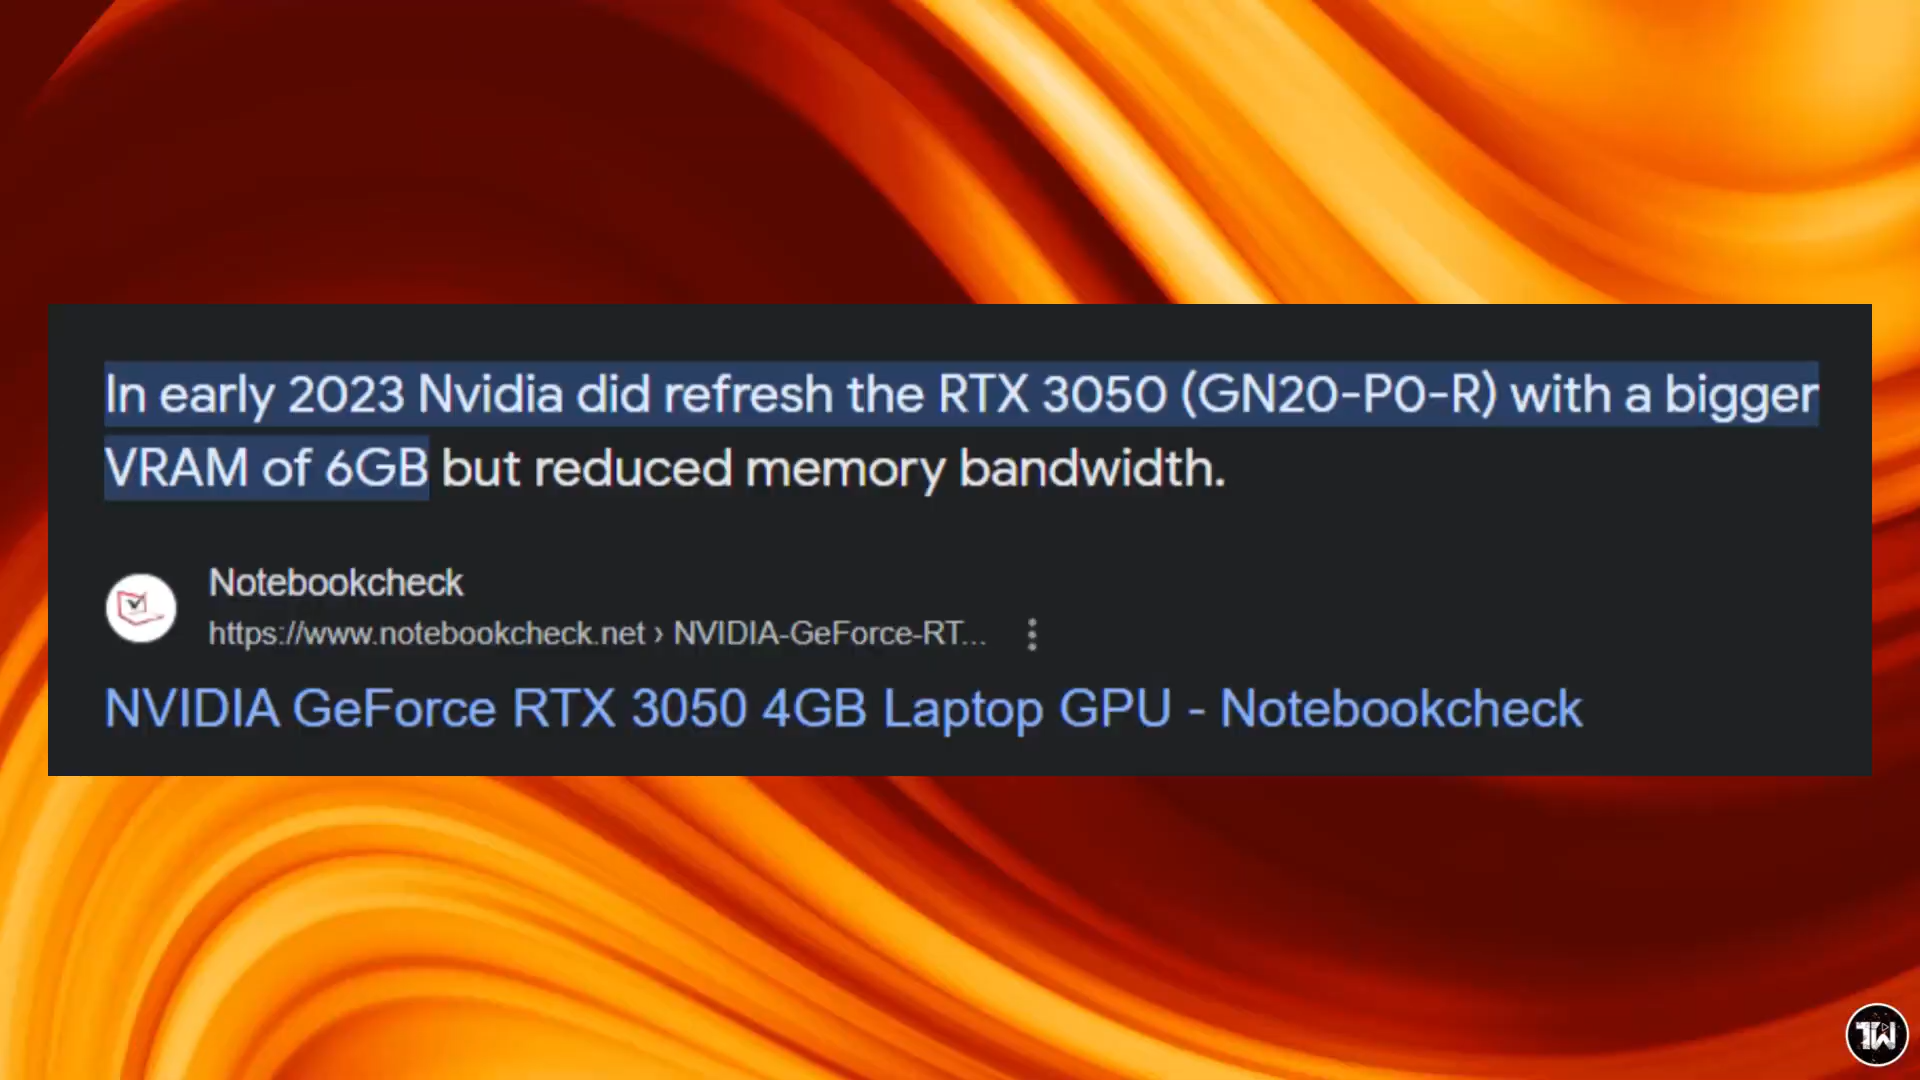 In early 2023 Nvidia did refresh the RTX 3050 (GN20-P0-R) with a bigger
VRAM of 6GB but reduced memory bandwidth.
Notebookcheck
https://www.notebookcheck.net › NVIDIA-GeForce-RT...
NVIDIA GeForce RTX 3050 4GB Laptop GPU - Notebookcheck
TW